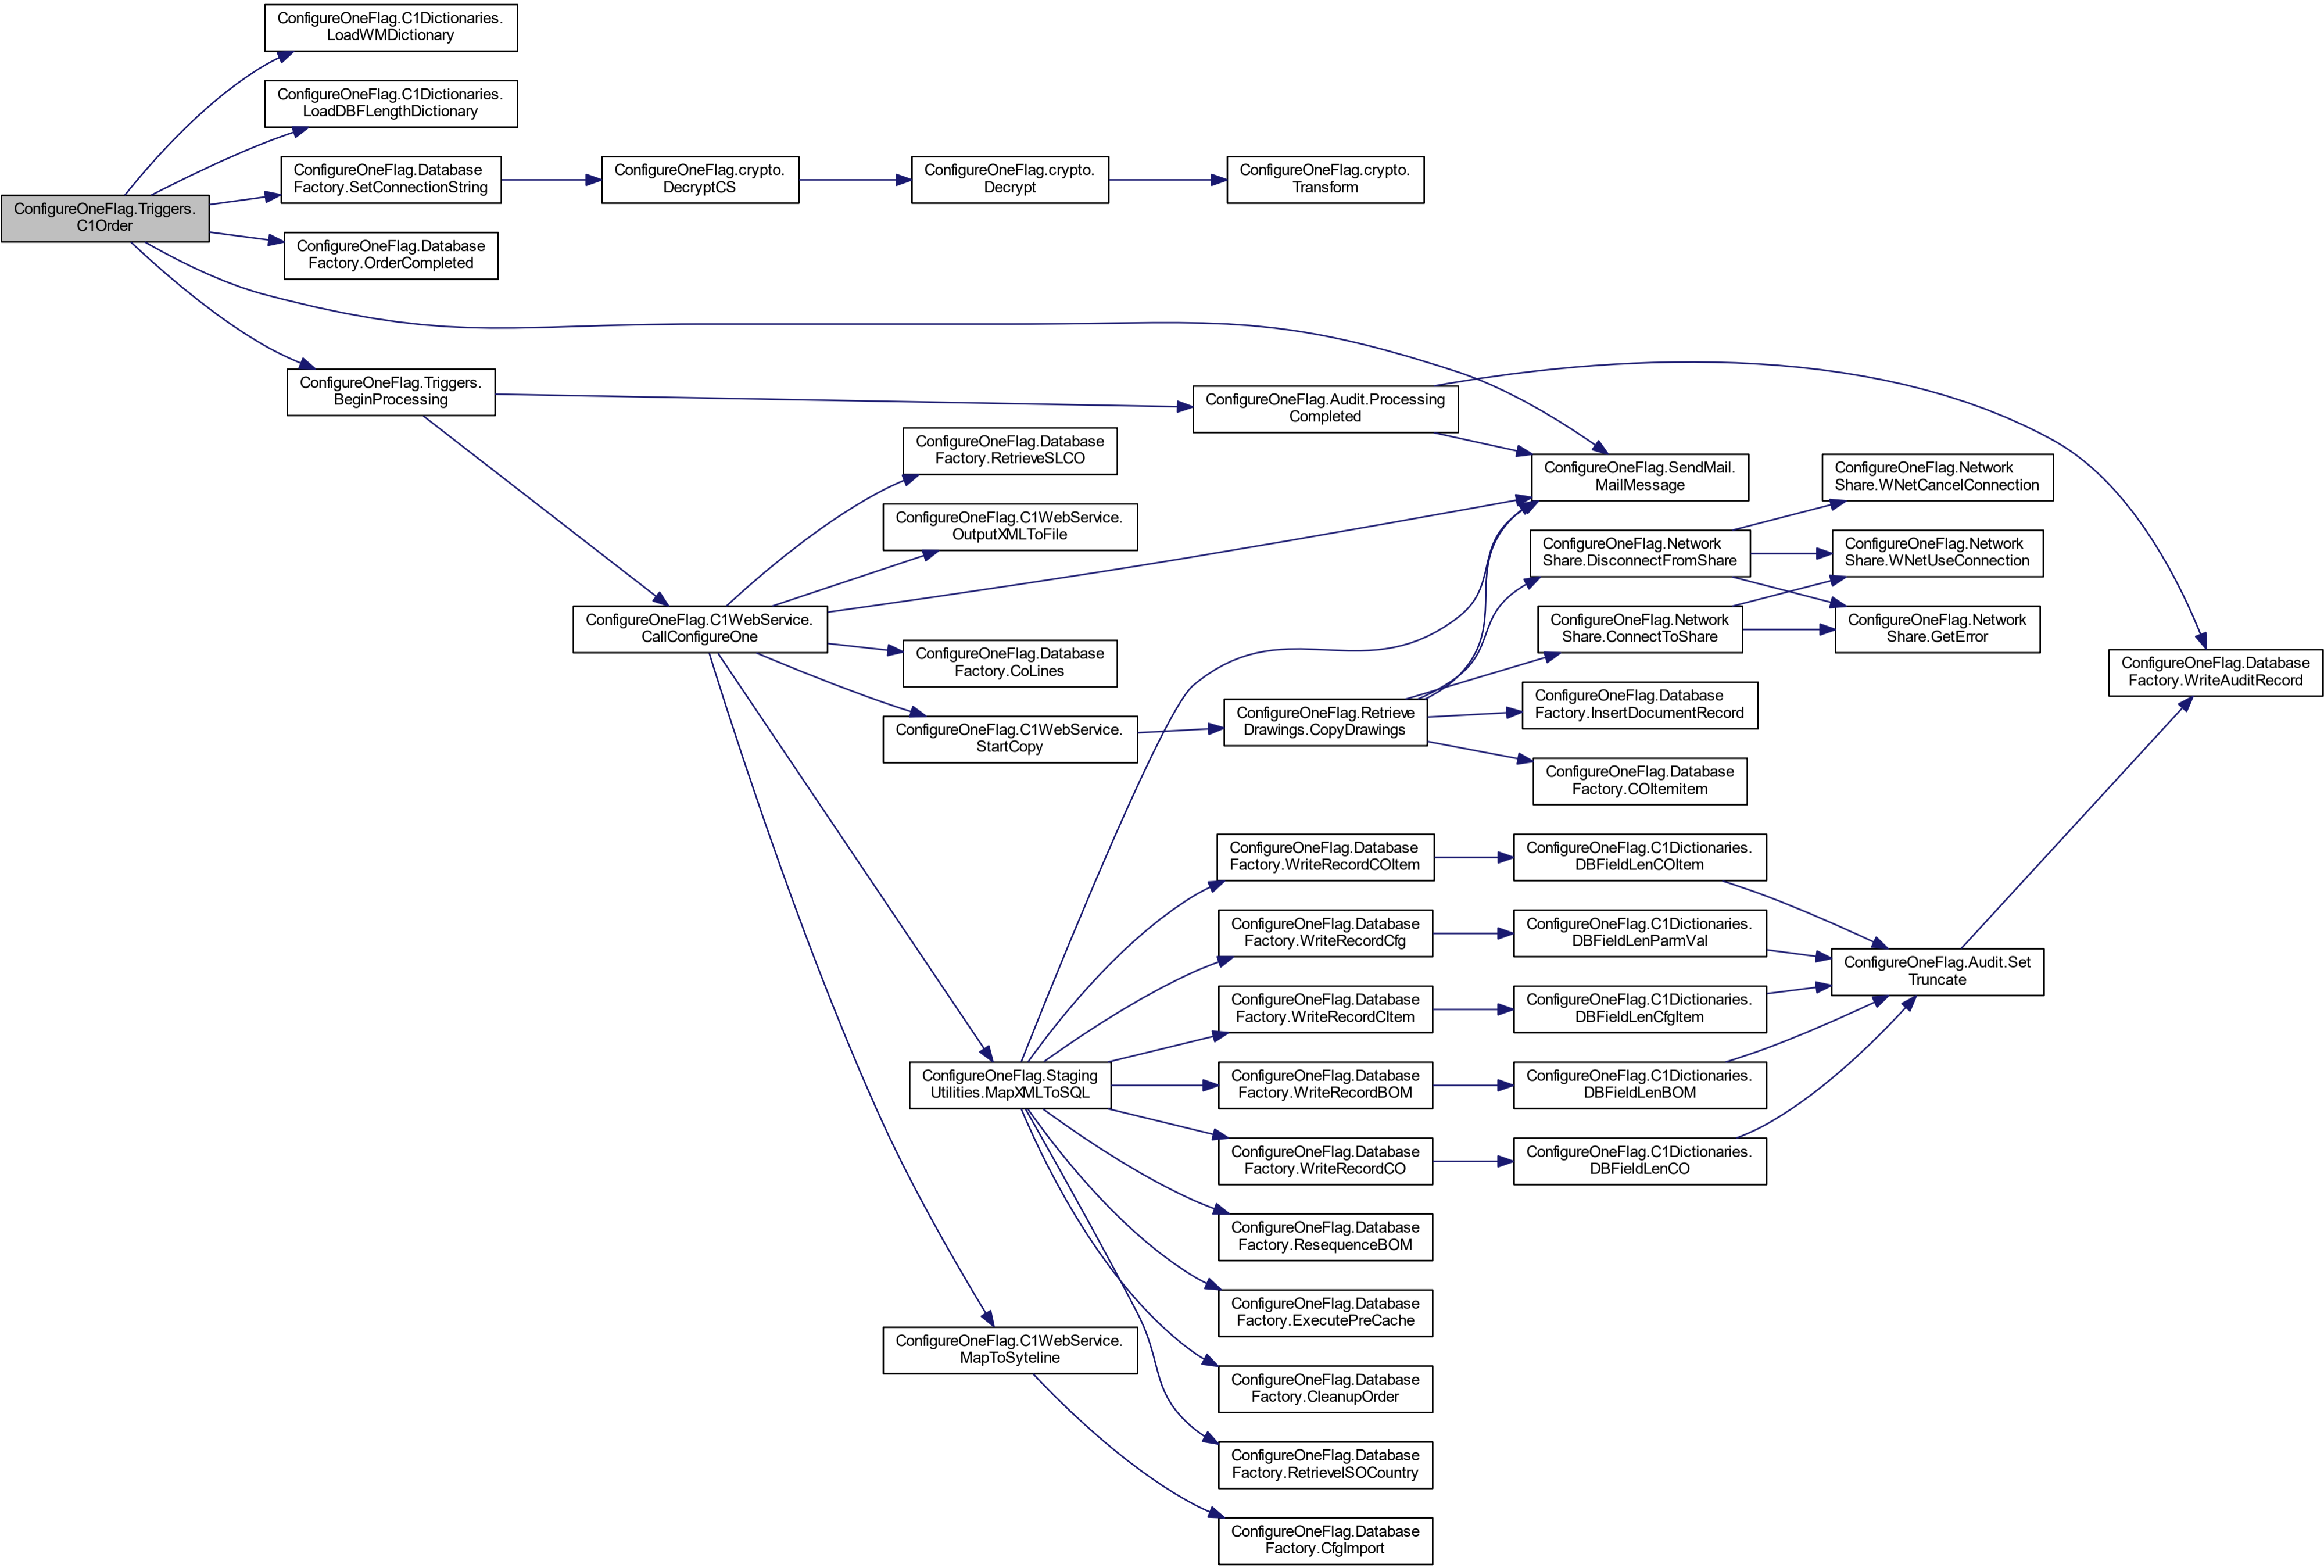 ConfigureOneFlag.C1Dictionaries.
LoadWMDictionary
ConfigureOneFlag.C1Dictionaries.
LoadDBFLengthDictionary
ConfigureOneFlag.Database
Factory.SetConnectionString
ConfigureOneFlag.crypto.
DecryptCS
ConfigureOneFlag.crypto.
Decrypt
ConfigureOneFlag.crypto.
Transform
ConfigureOneFlag.Triggers.
C1Order
ConfigureOneFlag.Database
Factory.OrderCompleted
ConfigureOneFlag.Triggers.
BeginProcessing
ConfigureOneFlag.Audit.Processing
Completed
ConfigureOneFlag.Database
Factory.RetrieveSLCO
ConfigureOneFlag.SendMail.
MailMessage
ConfigureOneFlag.Network
Share.WNetCancelConnection
ConfigureOneFlag.C1WebService.
OutputXMLToFile
ConfigureOneFlag.Network
Share.DisconnectFromShare
ConfigureOneFlag.Network
Share.WNetUseConnection
ConfigureOneFlag.C1WebService.
CallConfigureOne
ConfigureOneFlag.Network
Share.ConnectToShare
ConfigureOneFlag.Network
Share.GetError
ConfigureOneFlag.Database
Factory.CoLines
ConfigureOneFlag.Database
Factory.WriteAuditRecord
ConfigureOneFlag.C1WebService.
StartCopy
ConfigureOneFlag.Retrieve
Drawings.CopyDrawings
ConfigureOneFlag.Database
Factory.InsertDocumentRecord
ConfigureOneFlag.Database
Factory.COItemitem
ConfigureOneFlag.Database
Factory.WriteRecordCOItem
ConfigureOneFlag.C1Dictionaries.
DBFieldLenCOItem
ConfigureOneFlag.Database
Factory.WriteRecordCfg
ConfigureOneFlag.C1Dictionaries.
DBFieldLenParmVal
ConfigureOneFlag.Audit.Set
Truncate
ConfigureOneFlag.Database
Factory.WriteRecordCItem
ConfigureOneFlag.C1Dictionaries.
DBFieldLenCfgItem
ConfigureOneFlag.Staging
Utilities.MapXMLToSQL
ConfigureOneFlag.Database
Factory.WriteRecordBOM
ConfigureOneFlag.C1Dictionaries.
DBFieldLenBOM
ConfigureOneFlag.Database
Factory.WriteRecordCO
ConfigureOneFlag.C1Dictionaries.
DBFieldLenCO
ConfigureOneFlag.Database
Factory.ResequenceBOM
ConfigureOneFlag.Database
Factory.ExecutePreCache
ConfigureOneFlag.C1WebService.
MapToSyteline
ConfigureOneFlag.Database
Factory.CleanupOrder
ConfigureOneFlag.Database
Factory.RetrieveISOCountry
ConfigureOneFlag.Database
Factory.CfgImport